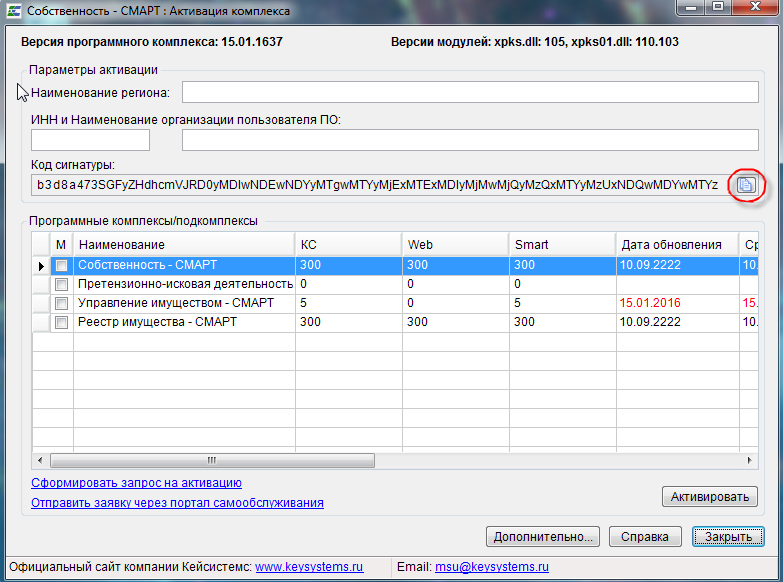 Собственность - СМАРТ : Активация комплекса
Версия программного комплекса: 15.01.1637 Версии модулей: xpks.dll: 105, xpks01.dll: 110.103
Параметры активации
Наименование региона:
ИНН и Наименование организации пользователя ПО:
Код сигнатуры:
b3d8a473SGFyZHdhcmVJRD0yMDIwNDEwNDYyMTgwMTYyMjExMTExMDIyMjMwMjQyMzQxMTYyMzUxNDQwMDYwMTYz
Программные комплексы/подкомплексы
М Наименование КС Web Smart Дата обновления Ср
Собственность - СМАРТ 300 300 300 10.09.2222 10.
Претензионно-исковая деятельность 0 0 0
Управление имуществом - СМАРТ 5 0 5 15.01.2016 15.
Реестр имущества - СМАРТ 300 300 300 10.09.2222 10.
Сформировать запрос на активацию
Отправить заявку через портал самообслуживания
Активировать
Дополнительно... Справка Закрыть
Официальный сайт компании Кейсистемс: www.keysystems.ru Email: msu@keysystems.ru